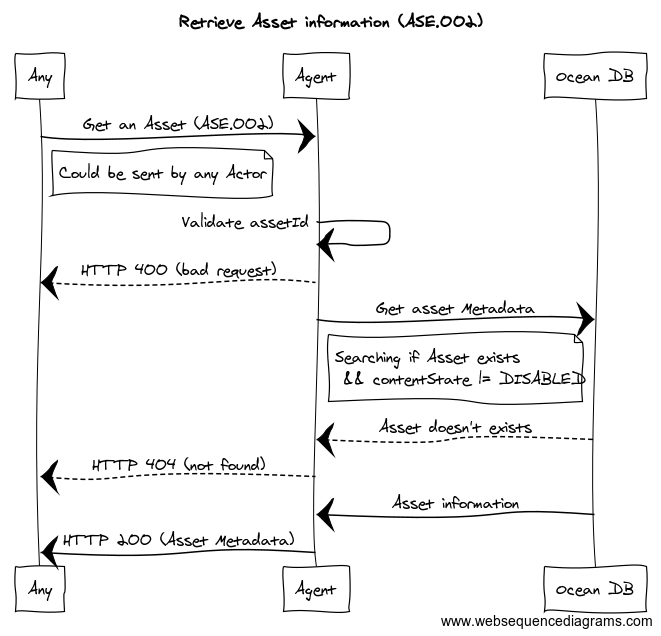 Retrieve Asset information (ASE.002)
Any
Agent
Ocean DB
Get an Asset (ASE.002)
Could be sent by any Actor
Validate assetId
HTTP 400 (bad request)
Get asset Metadata
Searching if Asset exists
&& contentState != DISABLED
Asset doesn't exists
HTTP 404 (not found)
Asset information
HTTP 200 (Asset Metadata)
Any
Agent
Ocean DB
www.websequencediagrams.com